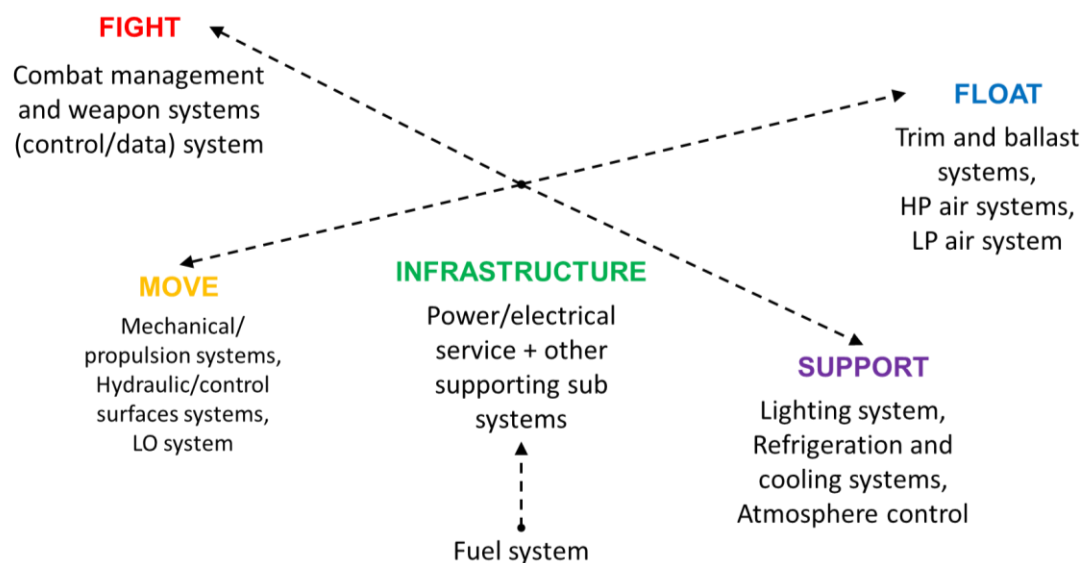 FIGHT
Combat management
and weapon systems
(control/data) system
FLOAT
Trim and ballast
systems,
HP air systems,
LP air system
MOVE
Mechanical/
propulsion systems,
Hydraulic/control
surfaces systems,
LO system
INFRASTRUCTURE
Power/electrical
service + other
supporting sub
systems
Fuel system
SUPPORT
Lighting system,
Refrigeration and
cooling systems,
Atmosphere control